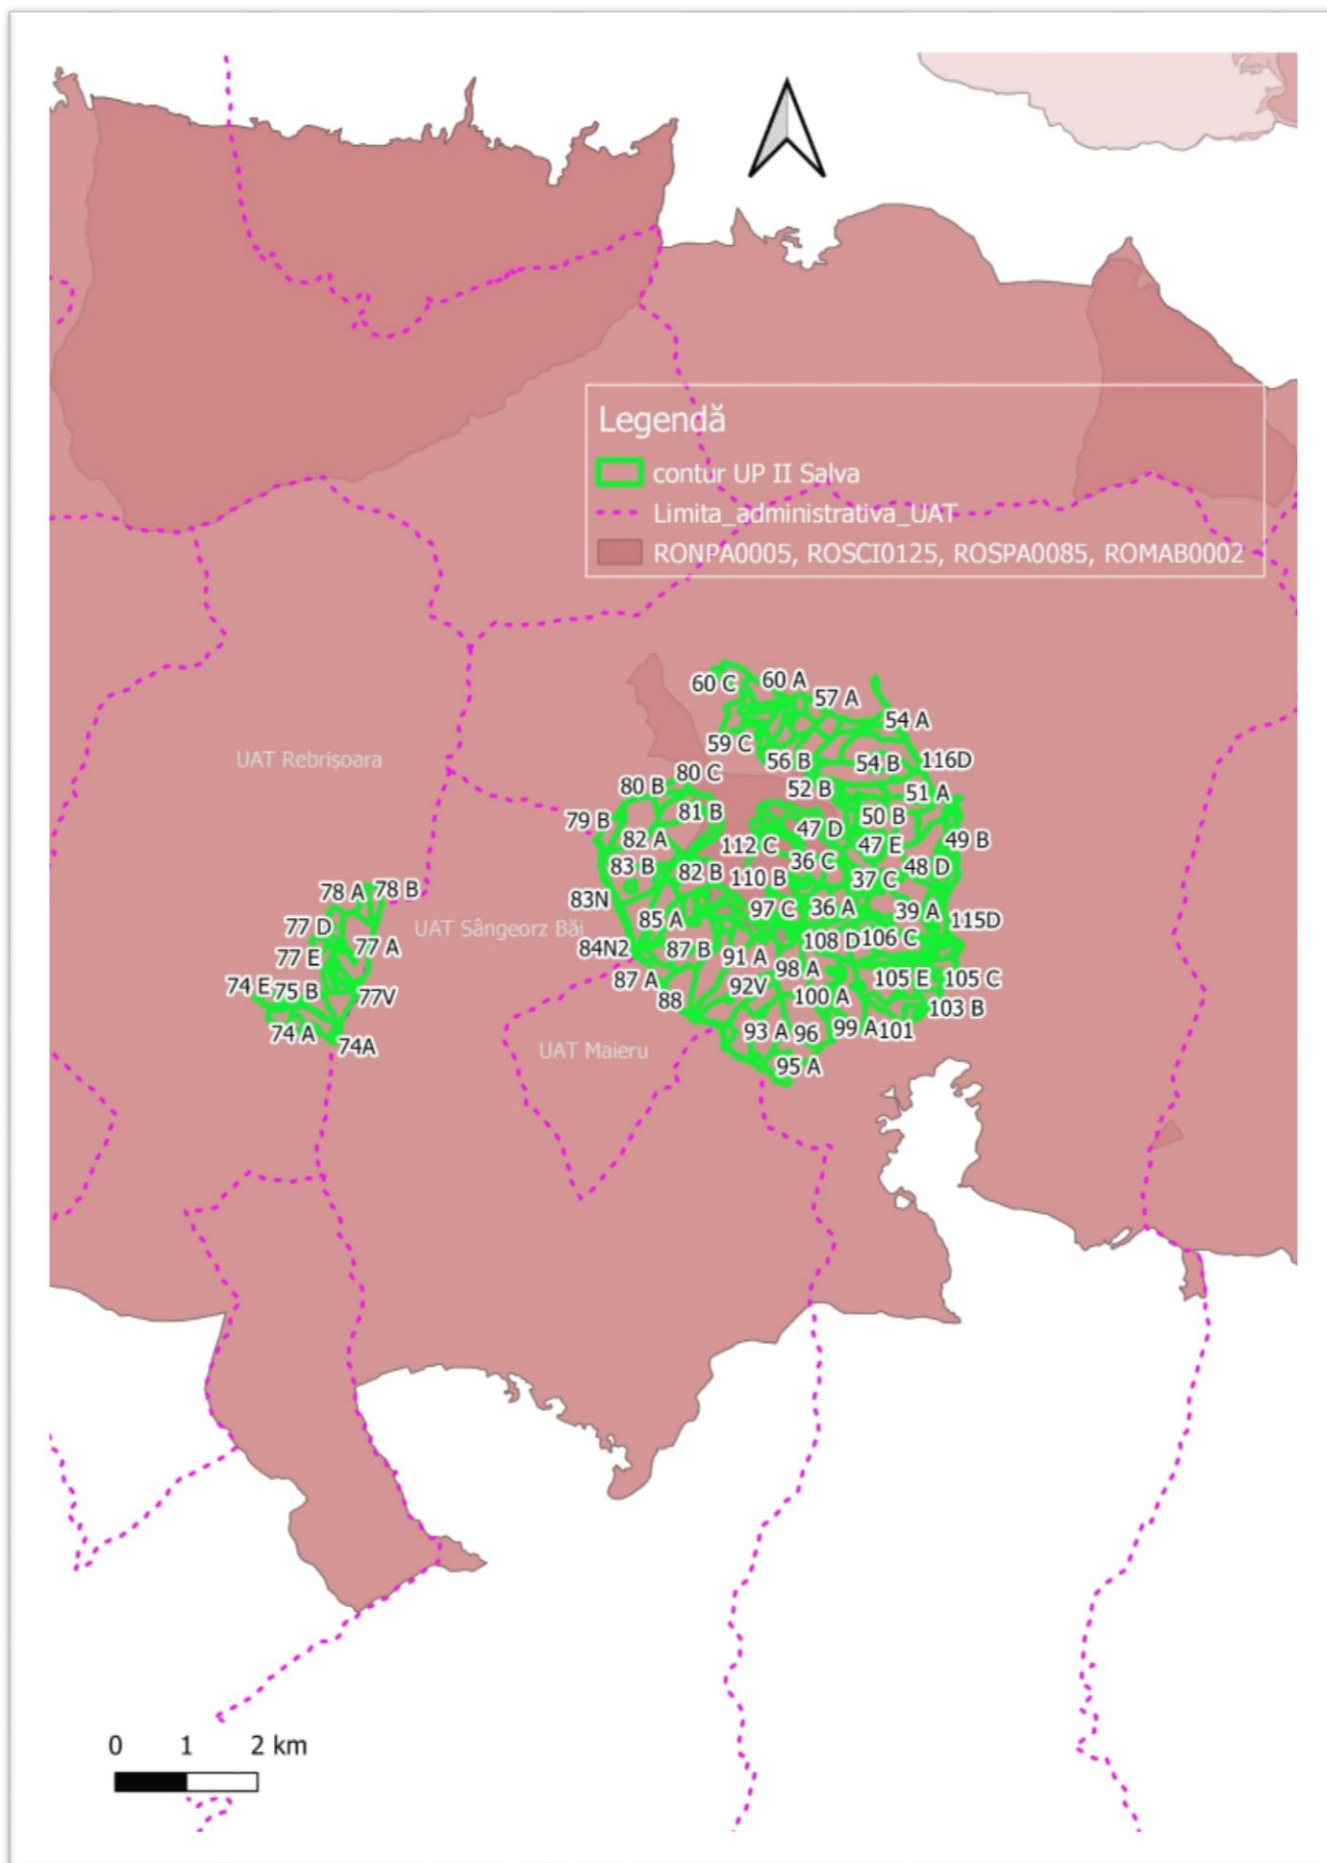 Legendă
contur UP II Salva
Limita_administrativa_UAT
RONPA0005, ROSCI0125, ROSPA0085, ROMAB0002
60 C
60 A
57 A
54 A
59 C
56 B
54 B
116D
UAT Rebrișoara
80 C
80 B
52 B
51 A
79 B
81 B
50 B
47 D
82 A
112 C
47 E
49 B
36 C
83 B
82 B
110 B
37 C
48 D
78 A
78 B
83N
97 C
36 A
39 A
115D
77 D
UAT Sângeorz Băi
85 A
77 E
77 A
84N2
87 B
91 A
108 D
106 C
98 A
74 E
75 B
77V
87 A
88
92V
100 A
105 E
105 C
103 B
74 A
74A
UAT Maieru
93 A
96
99 A
101
95 A
0 1 2 km